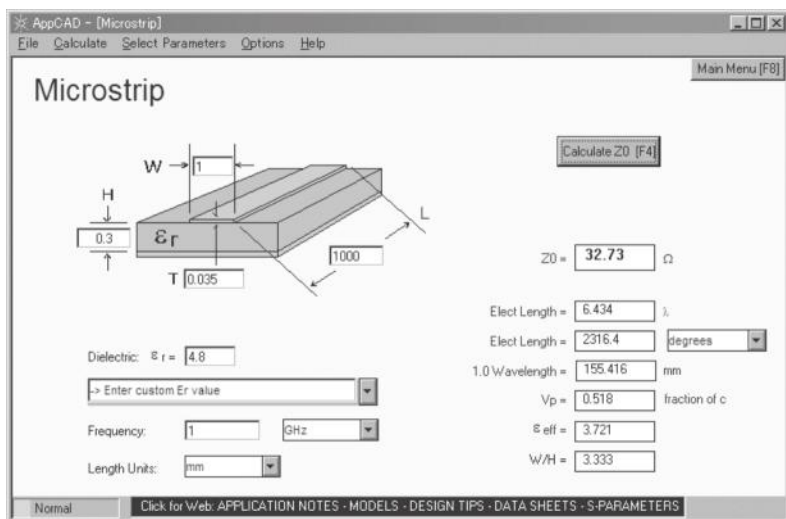 AppCAD - [Microstrip]
File Calculate Select Parameters Options Help
Main Menu [F8]
Microstrip
Calculate Z0 [F4]
W
1
H
L
0.3
εr
1000
T 0.035
Z0 = 32.73 Ω
Elect Length = 6.434 λ
Elect Length = 2316.4 degrees
1.0 Wavelength = 155.416 mm
Vp = 0.518 fraction of c
ε eff = 3.721
W/H = 3.333
Dielectric: εr = 4.8
-> Enter custom Er value
Frequency: 1 GHz
Length Units: mm
Normal
Click for Web: APPLICATION NOTES - MODELS - DESIGN TIPS - DATA SHEETS - S-PARAMETERS